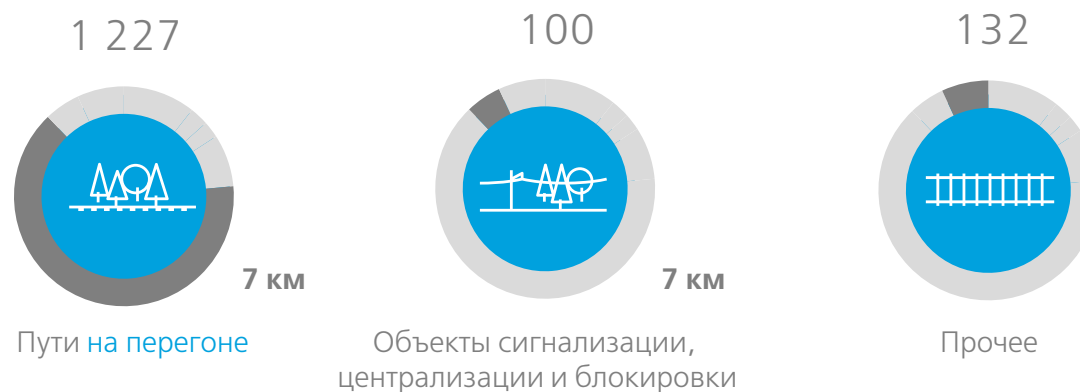 1 227
100
132
7 км
7 км
Пути на перегоне
Объекты сигнализации,
централизации и блокировки
Прочее